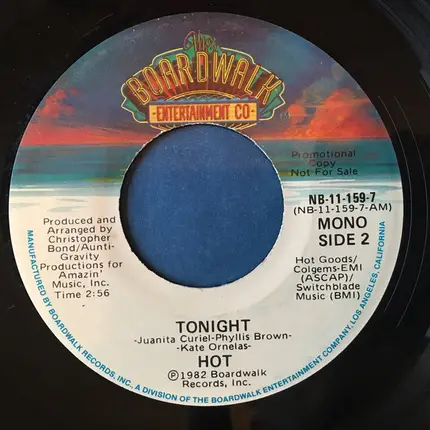 The
BOARDWALK
-ENTERTAINMENT CO-
Promotional
Copy
Not For Sale
NB-11-159-7
(NB-11-159-7-AM)
MONO
SIDE 2
Produced and
Arranged by
Christopher
Bond/Aunti-
Gravity
Productions for
Amazin'
Music, Inc.
Time 2:56
Hot Goods/
Colgems-EMI
(ASCAP)/
Switchblade
Music (BMI)
TONIGHT
-Juanita Curiel-Phyllis Brown-
-Kate Ornelas-
HOT
Ⓟ©1982 Boardwalk
Records, Inc.
MANUFACTURED BY BOARDWALK RECORDS, INC., A DIVISION OF THE BOARDWALK ENTERTAINMENT COMPANY, LOS ANGELES, CALIFORNIA